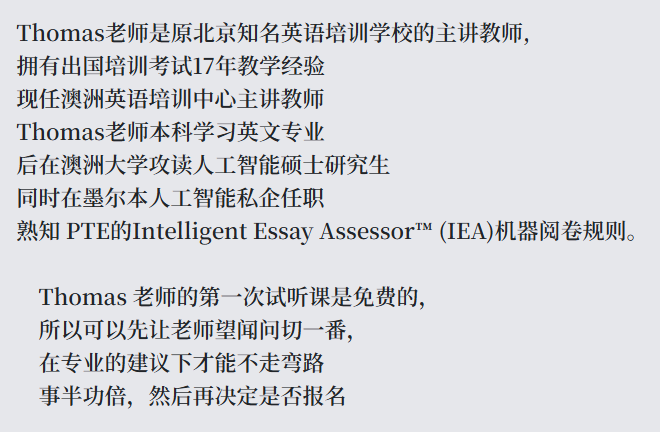 Thomas老师是原北京知名英语培训学校的主讲教师,
拥有出国培训考试17年教学经验
现任澳洲英语培训中心主讲教师
Thomas老师本科学习英文专业
后在澳洲大学攻读人工智能硕士研究生
同时在墨尔本人工智能私企任职
熟知 PTE的Intelligent Essay Assessor™ (IEA)机器阅卷规则。
Thomas 老师的第一次试听课是免费的,
所以可以先让老师望闻问切一番,
在专业的建议下才能不走弯路
事半功倍，然后再决定是否报名